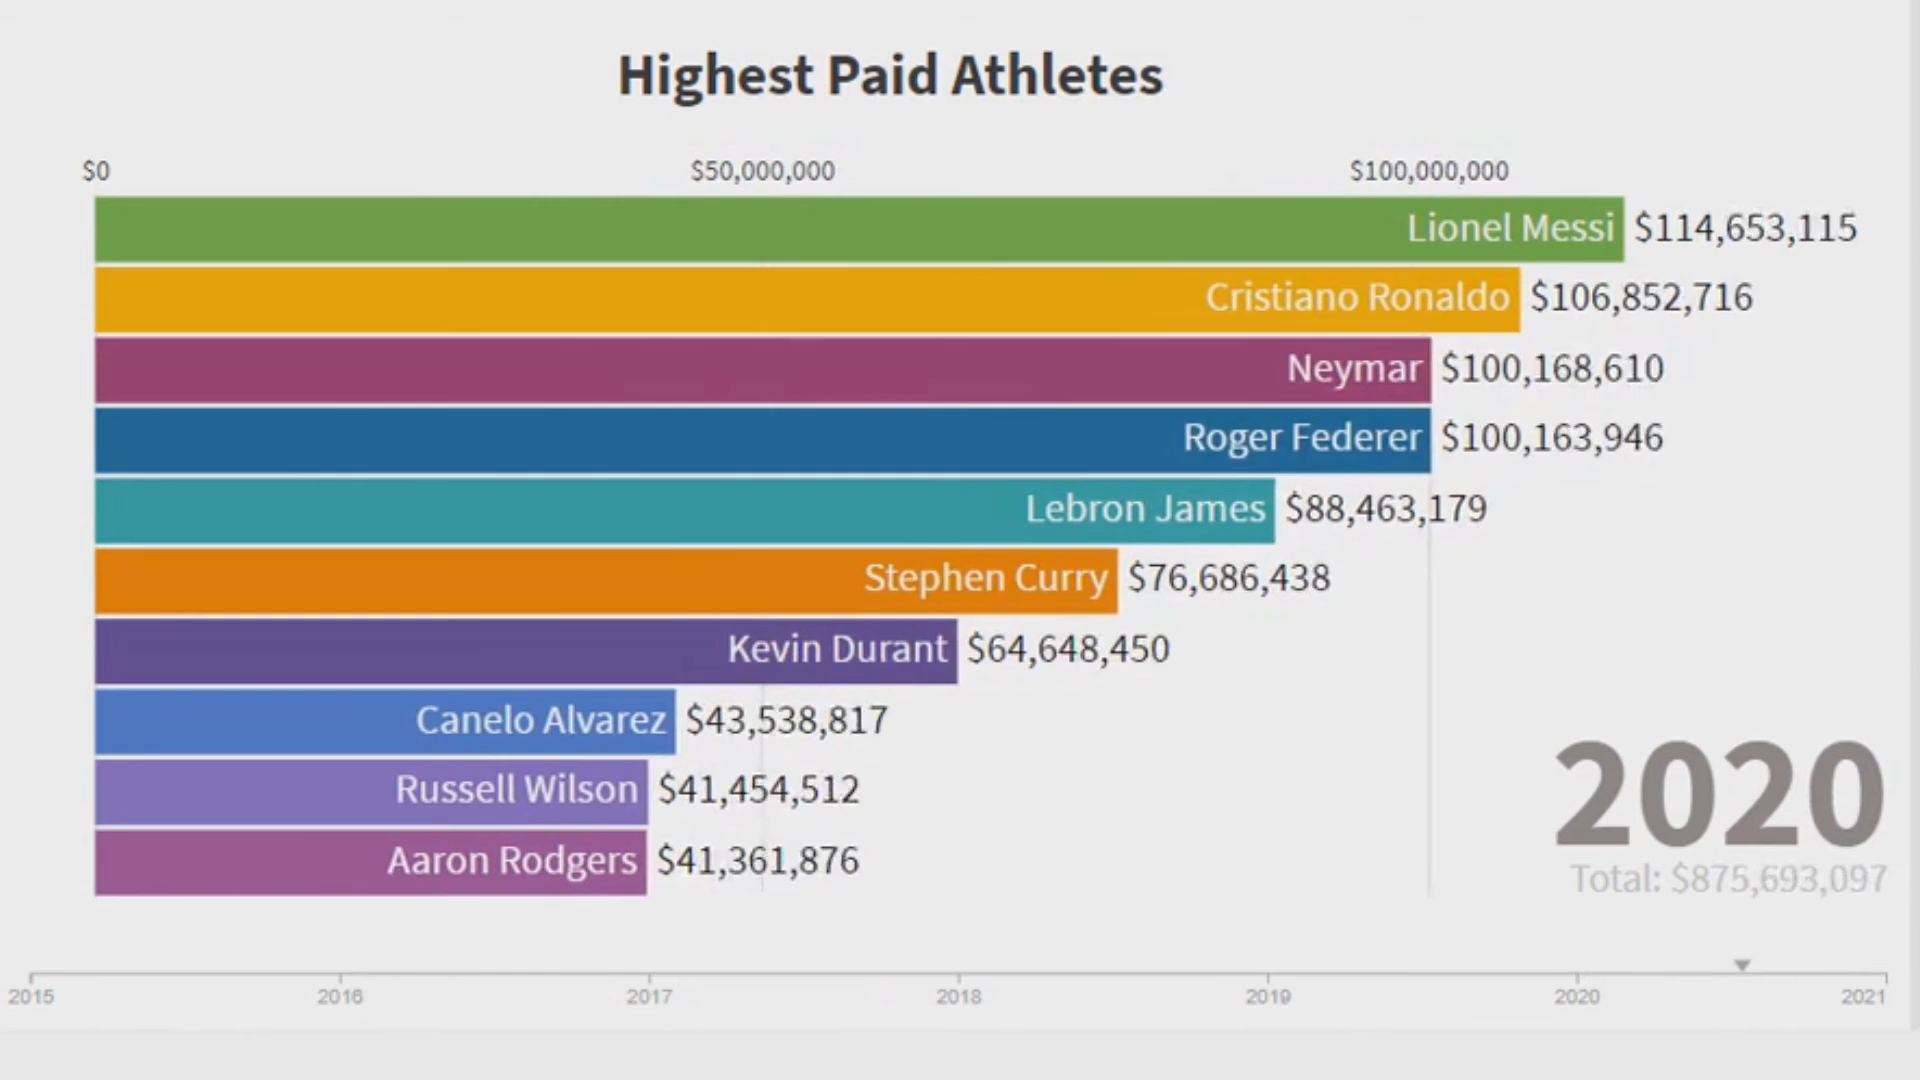 Highest Paid Athletes
$0 $50,000,000 $100,000,000
Lionel Messi $114,653,115
Cristiano Ronaldo $106,852,716
Neymar $100,168,610
Roger Federer $100,163,946
Lebron James $88,463,179
Stephen Curry $76,686,438
Kevin Durant $64,648,450
Canelo Alvarez $43,538,817
Russell Wilson $41,454,512
Aaron Rodgers $41,361,876
2020
Total: $875,693,097
2015 2016 2017 2018 2019 2020 2021